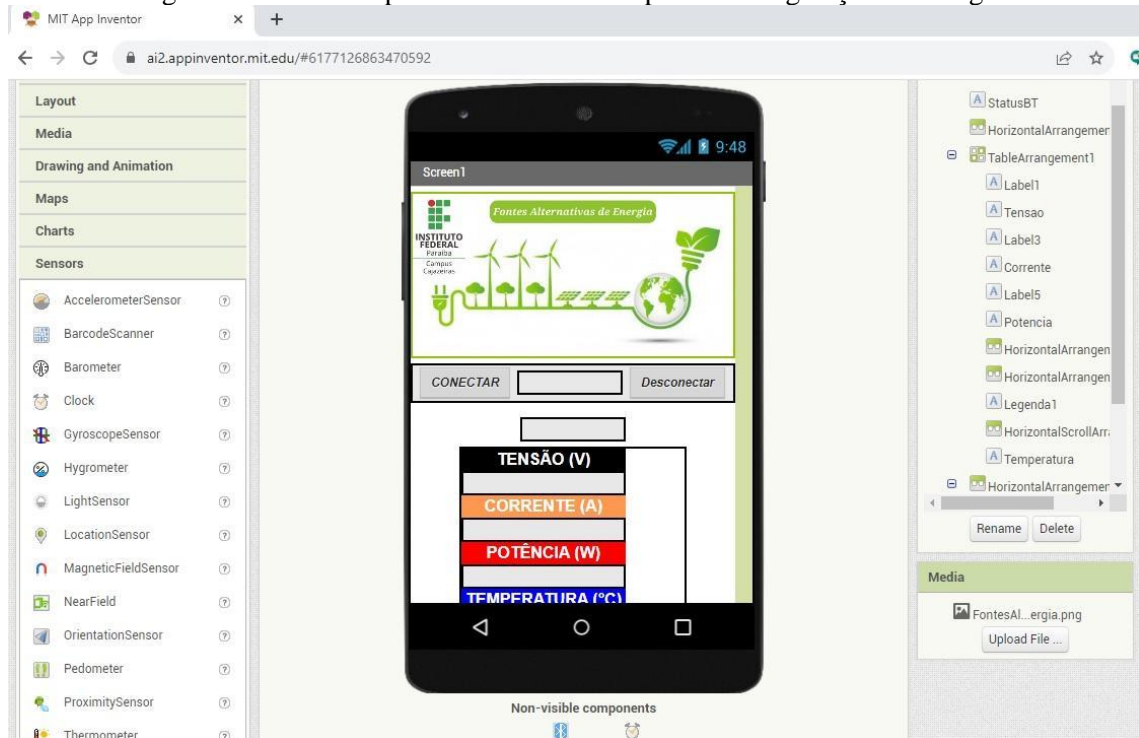 MIT App Inventor
ai2.appinventor.mit.edu/#6177126863470592
Layout
Media
Drawing and Animation
Maps
Charts
Sensors
AccelerometerSensor
BarcodeScanner
Barometer
Clock
GyroscopeSensor
Hygrometer
LightSensor
LocationSensor
MagneticFieldSensor
NearField
OrientationSensor
Pedometer
ProximitySensor
Thermometer
9:48
Screen1
Fontes Alternativas de Energia
INSTITUTO
FEDERAL
Paraíba
Campus
Cajazeiras
CONECTAR
Desconectar
TENSÃO (V)
CORRENTE (A)
POTÊNCIA (W)
TEMPERATURA (°C)
Non-visible components
StatusBT
HorizontalArrangemer
TableArrangement1
Label1
Tensao
Label3
Corrente
Label5
Potencia
HorizontalArrangen
HorizontalArrangen
Legenda1
HorizontalScrollArra
Temperatura
HorizontalArrangemer
Rename Delete
Media
FontesAl...ergia.png
Upload File ...